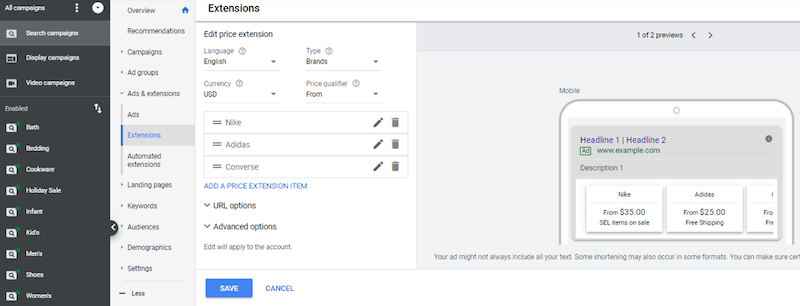 All campaigns
Search campaigns
Display campaigns
Video campaigns
Enabled
Bath
Bedding
Cookware
Holiday Sale
Infant
Kid's
Men's
Shoes
Women's
Overview
Recommendations
Campaigns
Ad groups
Ads & extensions
Ads
Extensions
Automated
extensions
Landing pages
Keywords
Audiences
Demographics
Settings
Less
Extensions
Edit price extension
Language
Type
English
Brands
Currency
Price qualifier
USD
From
Nike
Adidas
Converse
ADD A PRICE EXTENSION ITEM
URL options
Advanced options
Edit will apply to the account.
SAVE CANCEL
1 of 2 previews
Mobile
Headline 1 | Headline 2
Ad www.example.com
Description 1
Nike
From $35.00
SEL items on sale
Adidas
From $25.00
Free Shipping
From
Fre
Your ad might not always include all your text. Some shortening may also occur in some formats. You can make sure cert